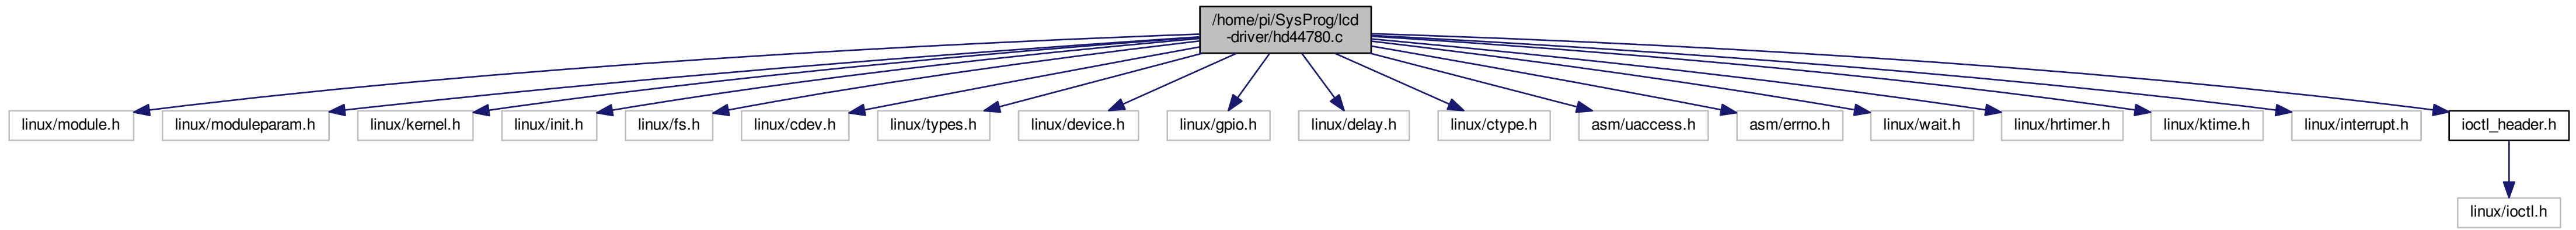 /home/pi/SysProg/lcd
-driver/hd44780.c
linux/module.h
linux/moduleparam.h
linux/kernel.h
linux/init.h
linux/fs.h
linux/cdev.h
linux/types.h
linux/device.h
linux/gpio.h
linux/delay.h
linux/ctype.h
asm/uaccess.h
asm/errno.h
linux/wait.h
linux/hrtimer.h
linux/ktime.h
linux/interrupt.h
ioctl_header.h
linux/ioctl.h